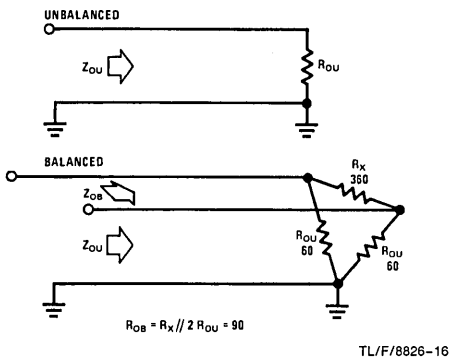 UNBALANCED
ZOU
ROU
BALANCED
RX
360
ZOB
ZOU
ROU
60
ROU
60
ROB = RX// 2 ROU = 90
TL/F/8826-16